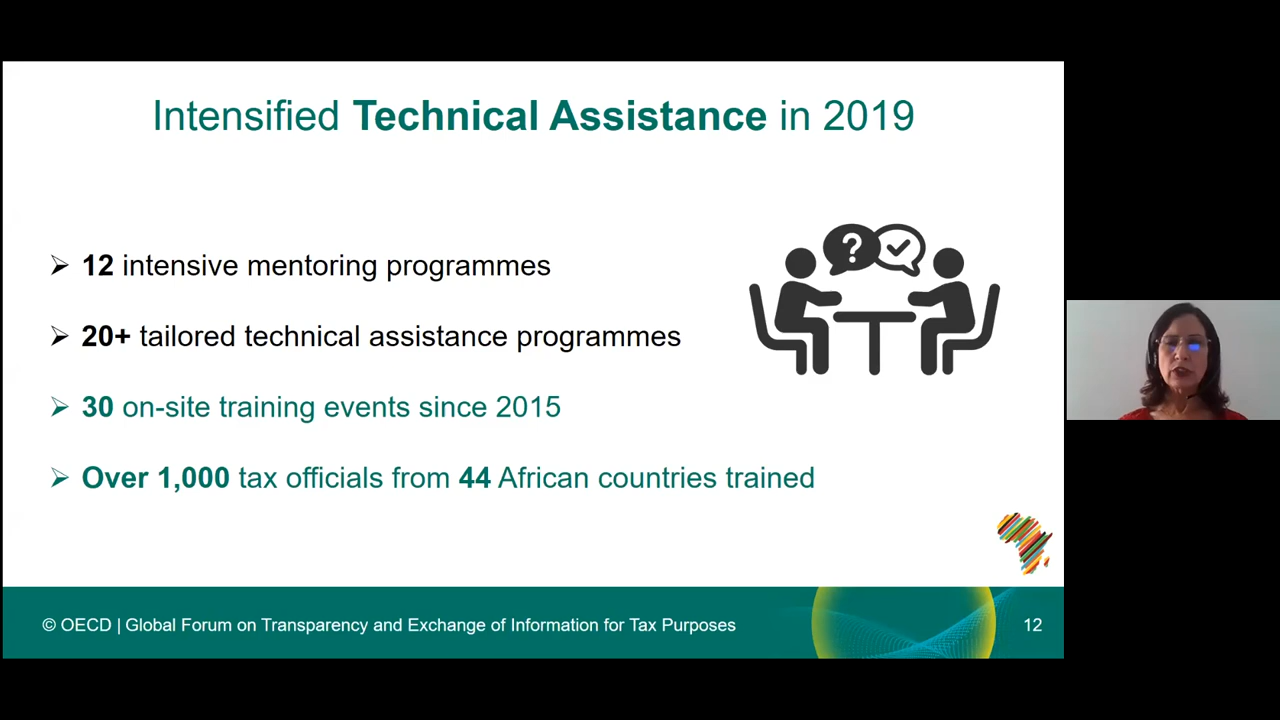 Intensified Technical Assistance in 2019
12 intensive mentoring programmes
20+ tailored technical assistance programmes
30 on-site training events since 2015
Over 1,000 tax officials from 44 African countries trained
?
© OECD | Global Forum on Transparency and Exchange of Information for Tax Purposes
12